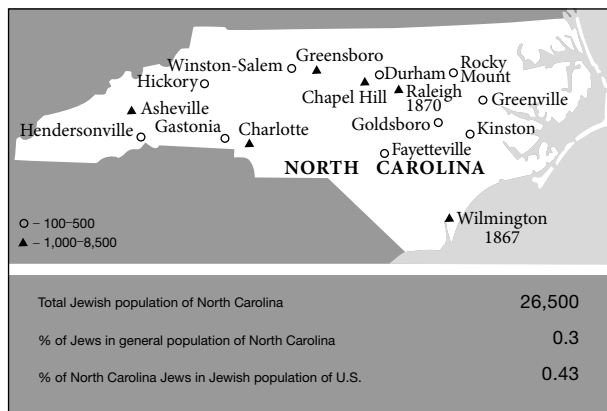 Greensboro
Winston-Salem
Durham
Rocky
Mount
Hickory
Chapel Hill
Raleigh
1870
Greenville
Asheville
Hendersonville
Gastonia
Charlotte
Goldsboro
Kinston
Fayetteville
NORTH CAROLINA
– 100–500
– 1,000–8,500
Wilmington
1867
Total Jewish population of North Carolina 26,500
% of Jews in general population of North Carolina 0.3
% of North Carolina Jews in Jewish population of U.S. 0.43